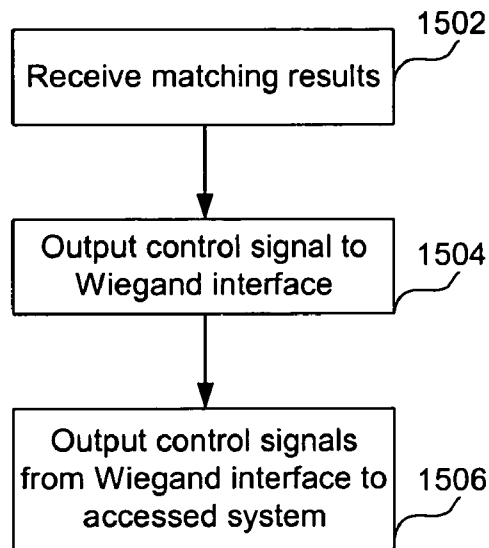 1502
Receive matching results
Output control signal to
Wiegand interface
1504
Output control signals
from Wiegand interface to
accessed system
1506